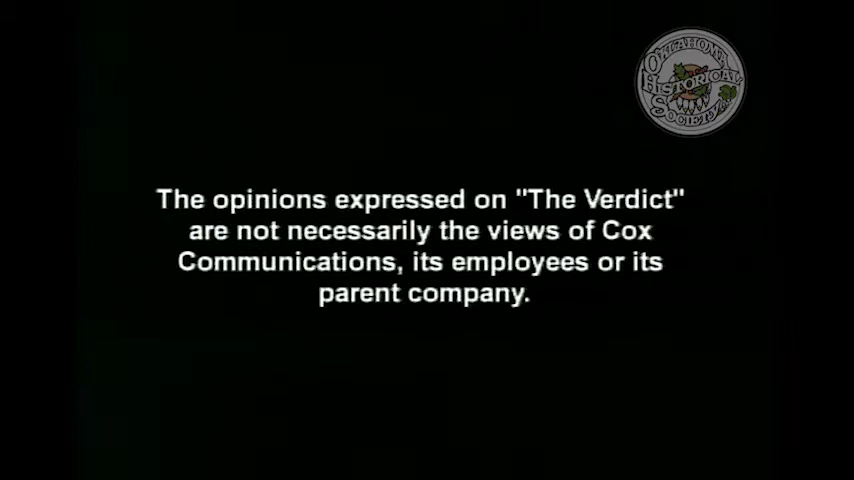 OKLAHOMA
HISTORICAL
SOCIETY
The opinions expressed on "The Verdict"
are not necessarily the views of Cox
Communications, its employees or its
parent company.